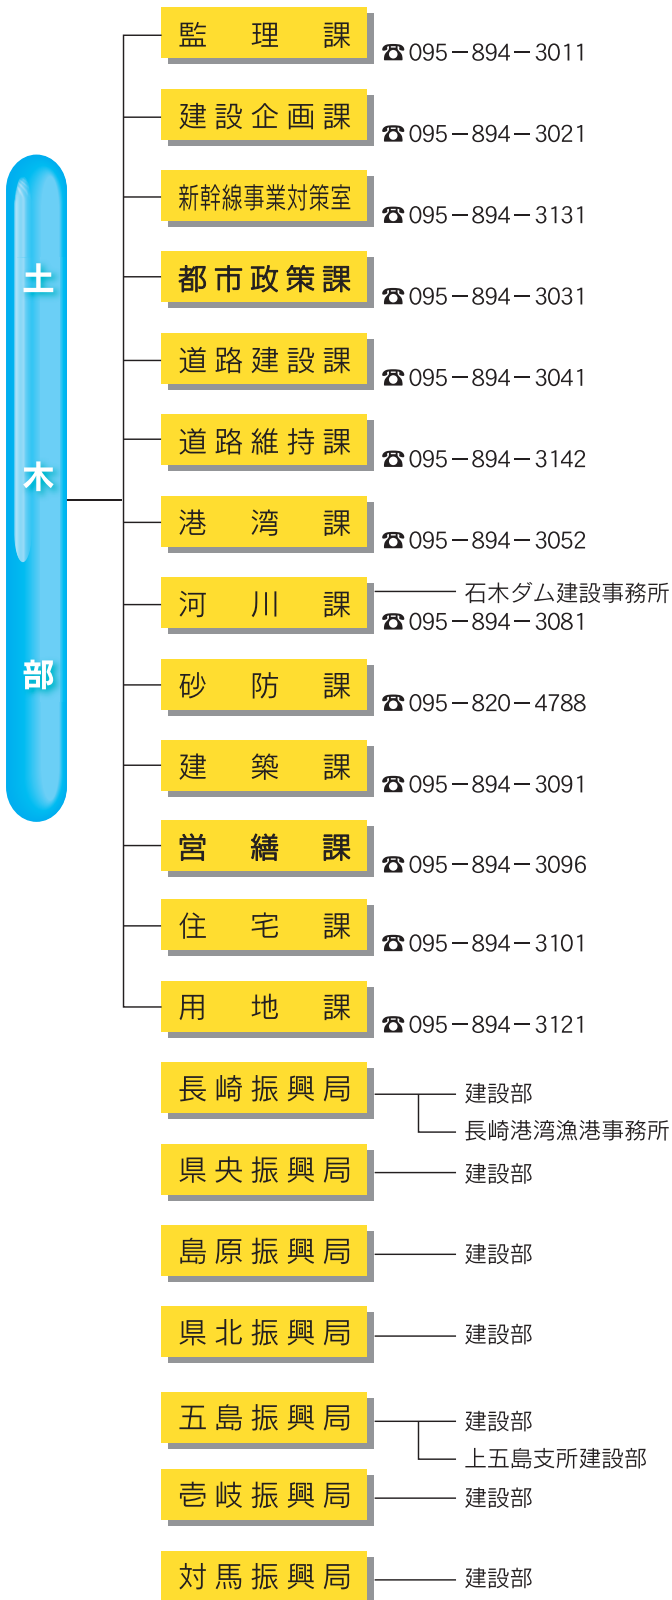 土木部
監理課
☎095−894−3011
建設企画課
☎095−894−3021
新幹線事業対策室
☎095−894−3131
都市政策課
☎095−894−3031
道路建設課
☎095−894−3041
道路維持課
☎095−894−3142
港湾課
☎095−894−3052
河川課
石木ダム建設事務所
☎095−894−3081
砂防課
☎095−820−4788
建築課
☎095−894−3091
営繕課
☎095−894−3096
住宅課
☎095−894−3101
用地課
☎095−894−3121
長崎振興局
建設部
長崎港湾漁港事務所
県央振興局
建設部
島原振興局
建設部
県北振興局
建設部
五島振興局
建設部
上五島支所建設部
壱岐振興局
建設部
対馬振興局
建設部